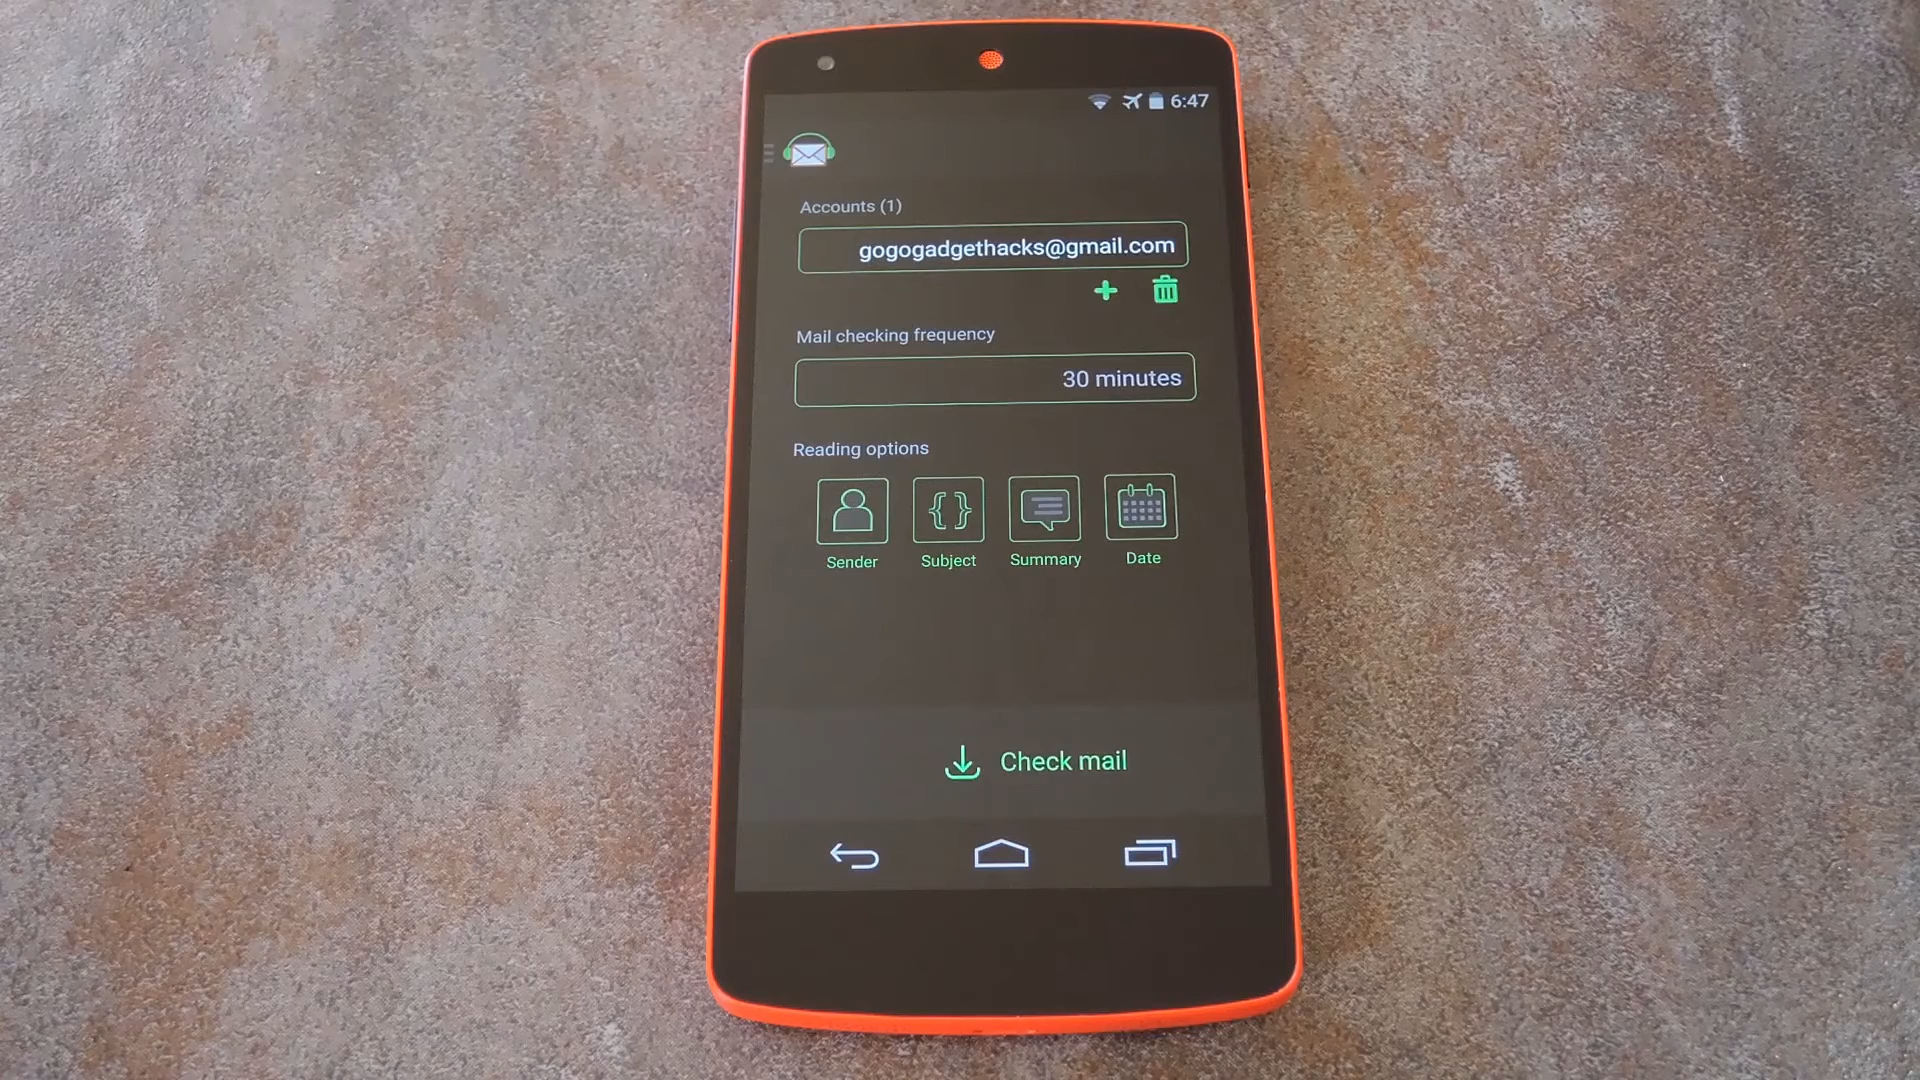 6:47
Accounts (1)
gogogadgethacks@gmail.com
Mail checking frequency
30 minutes
Reading options
Sender Subject Summary Date
Check mail